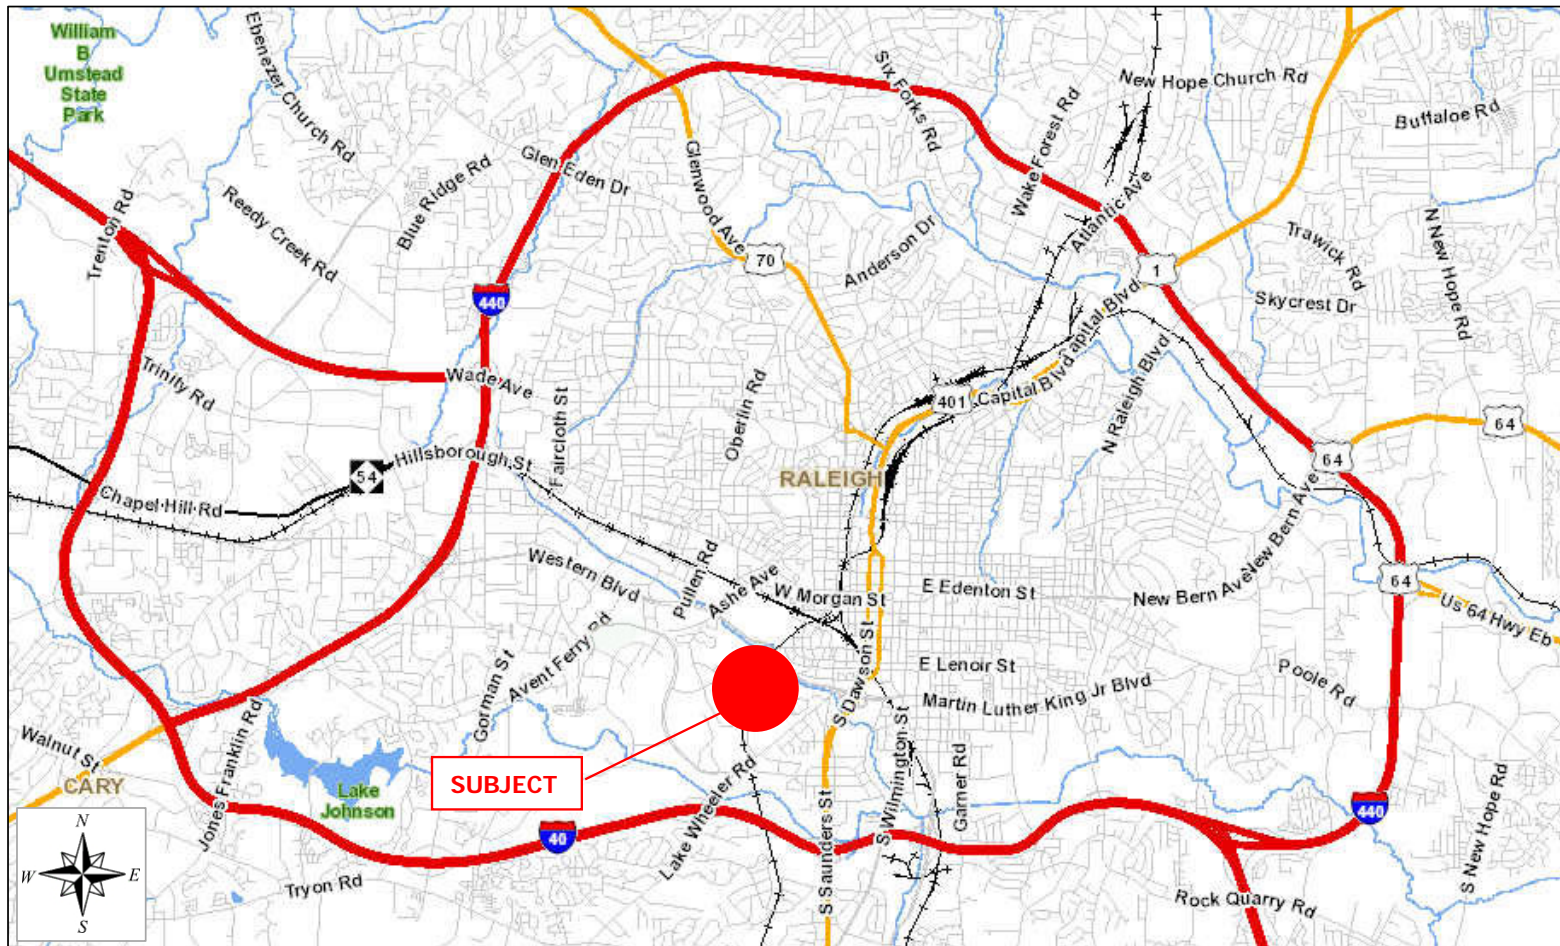 William
B
Umstead
State
Park
Ebenezer Church Rd
Six Forks Rd
New Hope Church Rd
Wake Forest Rd
Buffaloe Rd
Glen Eden Dr
Blue Ridge Rd
Glenwood Ave
Atlantic Ave
Trenton Rd
Reedy Creek Rd
Anderson Dr
Trawick Rd
N New Hope Rd
70
1
440
Skycrest Dr
Capital Blvd
Trinity Rd
Wade Ave
Faircloth St
Oberlin Rd
401
Capital Blvd
N Raleigh Blvd
64
Hillsborough St
54
RALEIGH
64
Chapel Hill Rd
New Bern Ave
Western Blvd
Pullen Rd
Ashe Ave
W Morgan St
E Edenton St
New Bern Ave
64
Us 64 Hwy Eb
Avent Ferry Rd
Gorman St
S Dawson St
E Lenoir St
Poole Rd
Martin Luther King Jr Blvd
Walnut St
Jones Franklin Rd
CARY
SUBJECT
Lake
Johnson
Lake Wheeler Rd
S Saunders St
S Wilmington St
Garner Rd
440
40
S New Hope Rd
Tryon Rd
Rock Quarry Rd
N
W
E
S